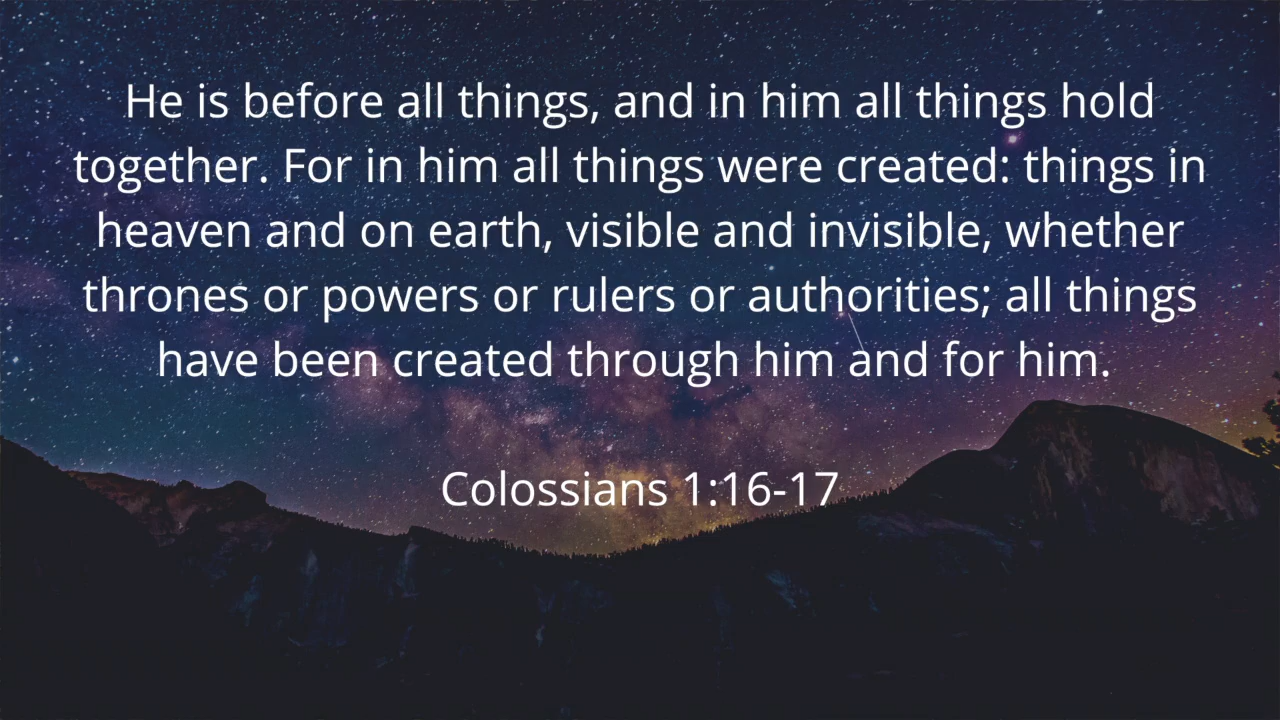 He is before all things, and in him all things hold
together. For in him all things were created: things in
heaven and on earth, visible and invisible, whether
thrones or powers or rulers or authorities; all things
have been created through him and for him.
Colossians 1:16-17